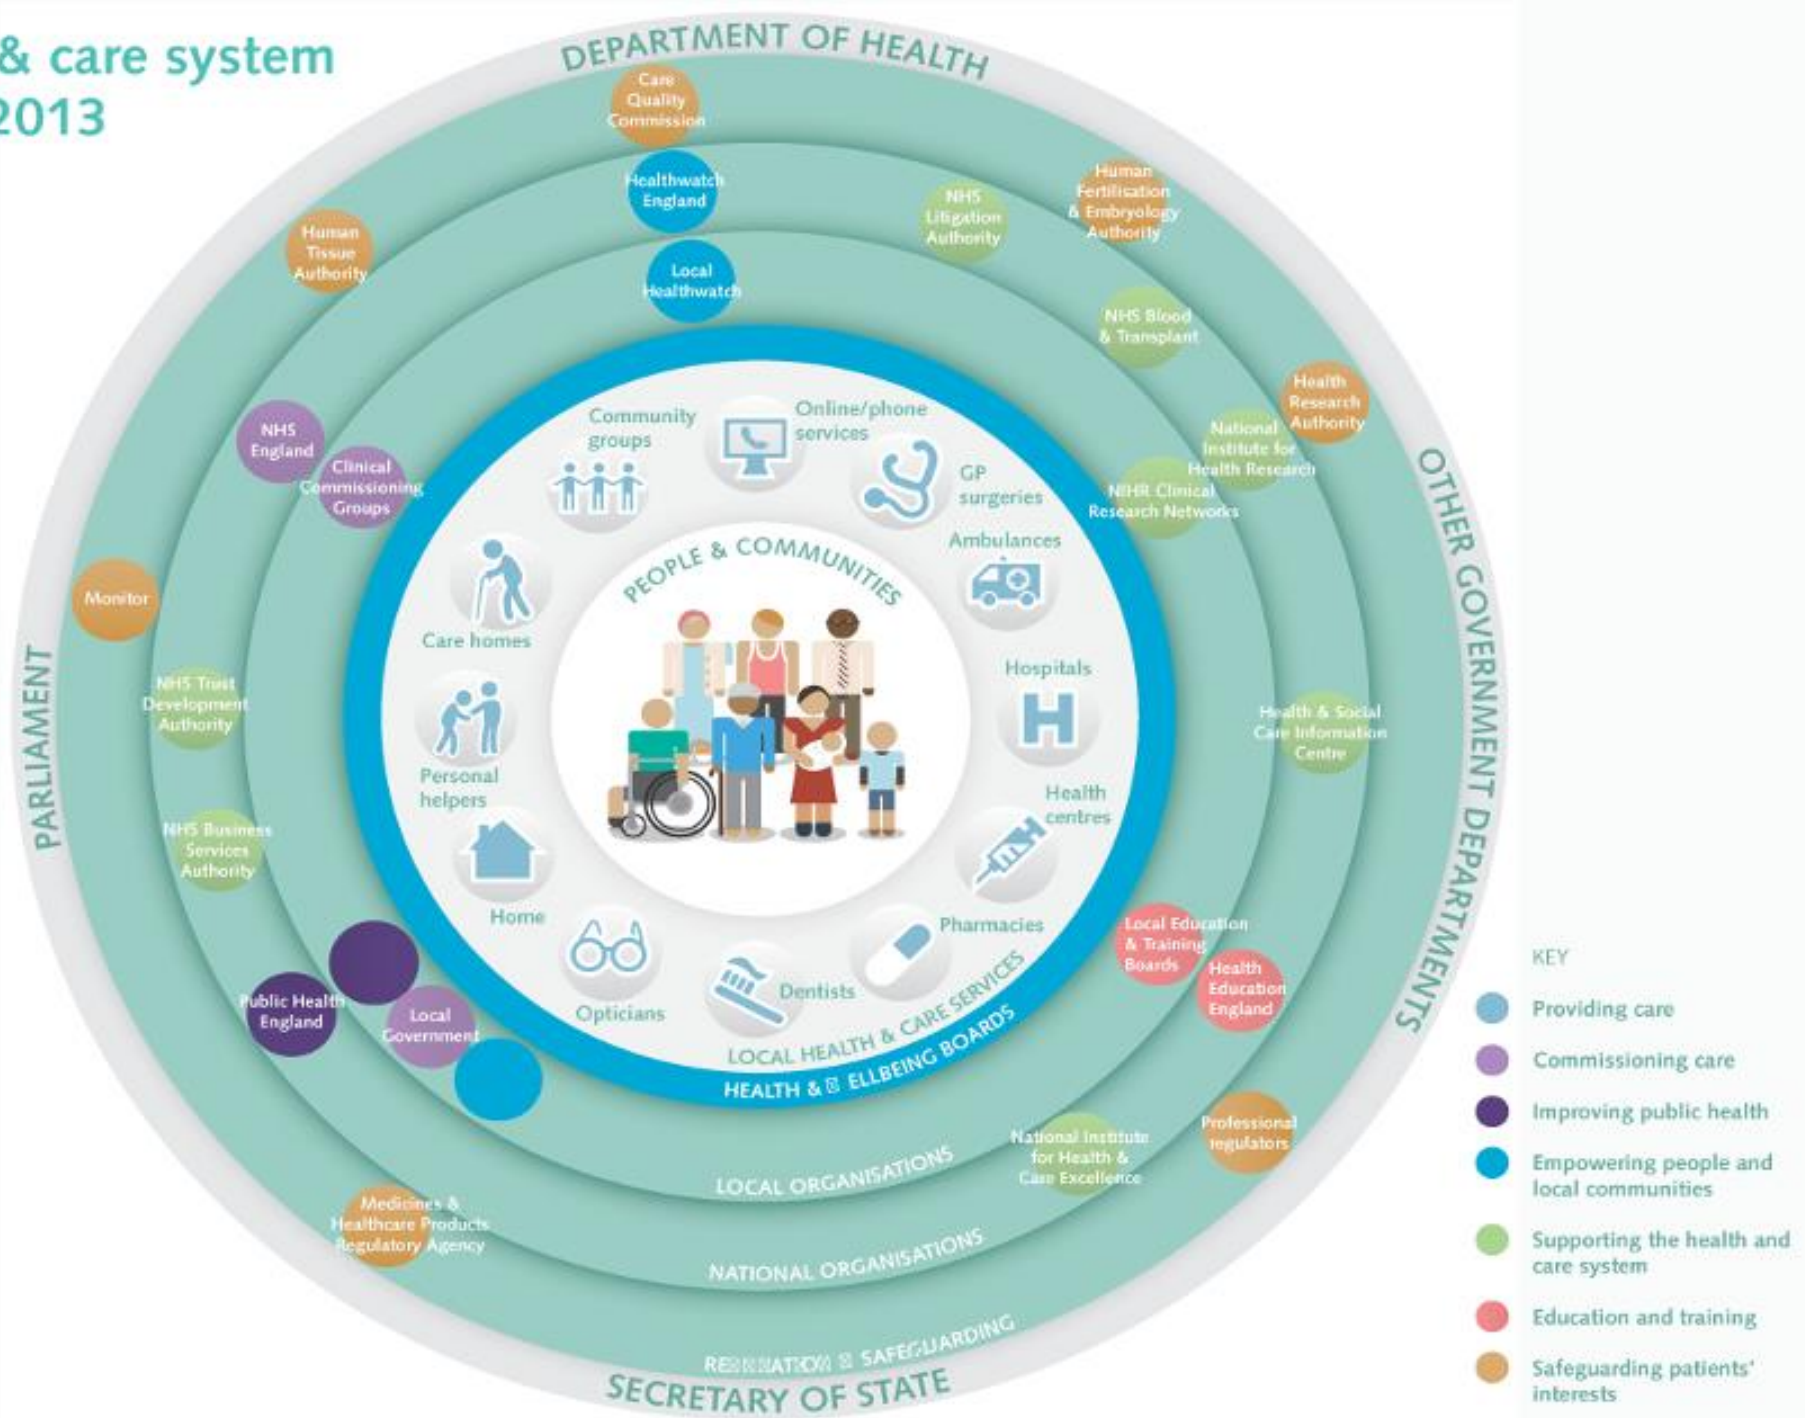 & care system
2013
DEPARTMENT OF HEALTH
Care
Quality
Commission
Healthwatch
England
Local
Healthwatch
NHS
Litigation
Authority
Human
Fertilisation
& Embryology
Authority
Human
Tissue
Authority
NHS Blood
& Transplant
Health
Research
Authority
National
Institute for
Health Research
NIHR Clinical
Research Networks
NHS
England
Clinical
Commissioning
Groups
Community
groups
Online/phone
services
GP
surgeries
Ambulances
Care homes
PEOPLE & COMMUNITIES
Hospitals
Monitor
PARLIAMENT
OTHER GOVERNMENT DEPARTMENTS
NHS Trust
Development
Authority
Health & Social
Care Information
Centre
Personal
helpers
Health
centres
NHS Business
Services
Authority
Home
Pharmacies
Opticians
Dentists
LOCAL HEALTH & CARE SERVICES
HEALTH & ELLBEING BOARDS
Local Education
& Training
Boards
Health
Education
England
Public Health
England
Local
Government
National Institute
for Health &
Care Excellence
Professional
regulators
LOCAL ORGANISATIONS
Medicines &
Healthcare Products
Regulatory Agency
NATIONAL ORGANISATIONS
SAFEGUARDING
SECRETARY OF STATE
KEY
Providing care
Commissioning care
Improving public health
Empowering people and
local communities
Supporting the health and
care system
Education and training
Safeguarding patients'
interests